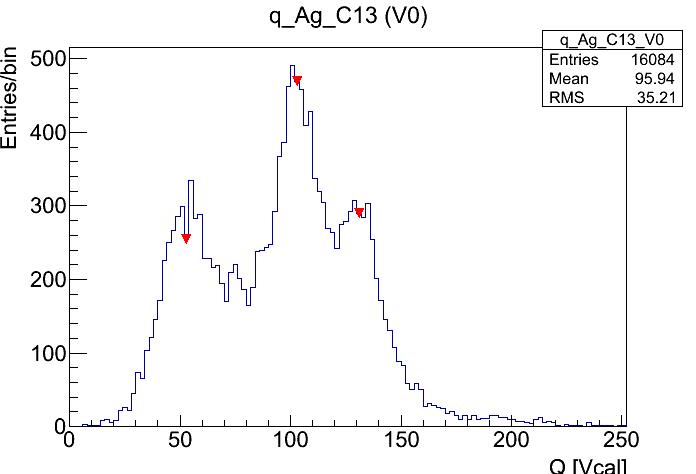 q_Ag_C13 (V0)
q_Ag_C13_V0
Entries 16084
Mean 95.94
RMS 35.21
Entries/bin
500
400
300
200
100
0
0 50 100 150 200 250
Q [Vcal]